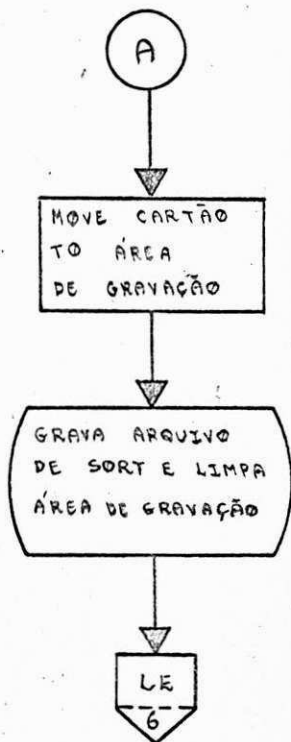 A
MOVE CARTÃO
TO ÁREA
DE GRAVAÇÃO
GRAVA ARQUIVO
DE SORT E LIMPA
ÁREA DE GRAVAÇÃO
LE
6